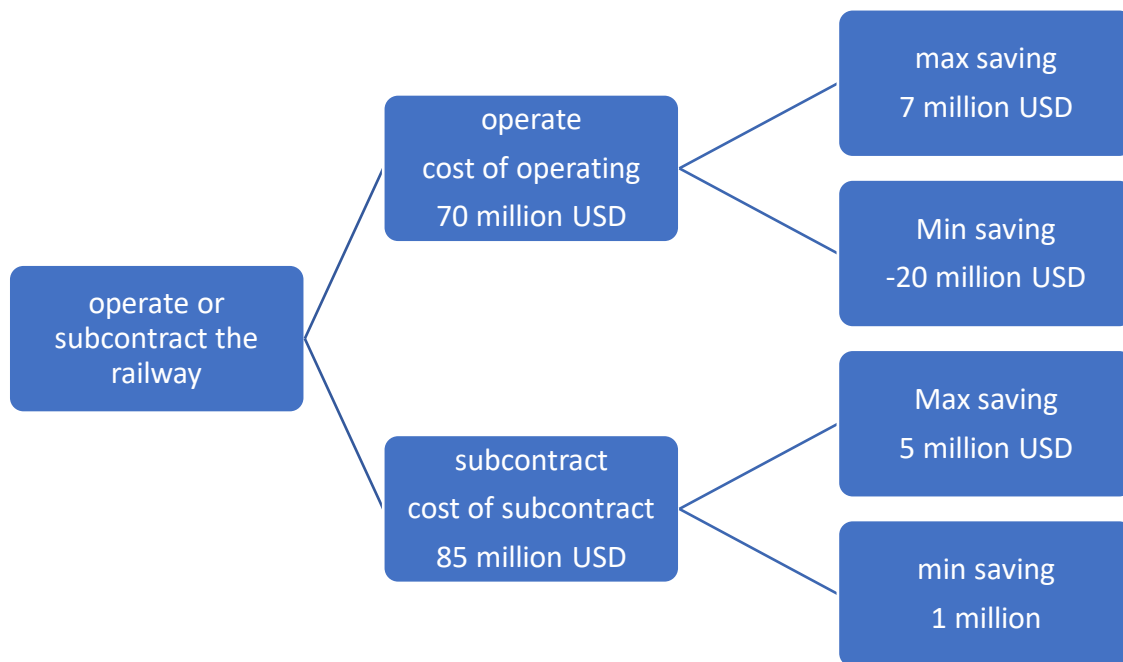 operate or
subcontract the
railway
operate
cost of operating
70 million USD
subcontract
cost of subcontract
85 million USD
max saving
7 million USD
Min saving
-20 million USD
Max saving
5 million USD
min saving
1 million